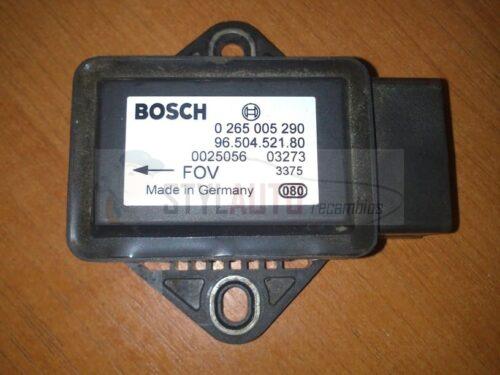 BOSCH
0 265 005 290
96.504.521.80
0025056 03273
← FOV 3375
Made in Germany 080
STYLAUTO
recambios